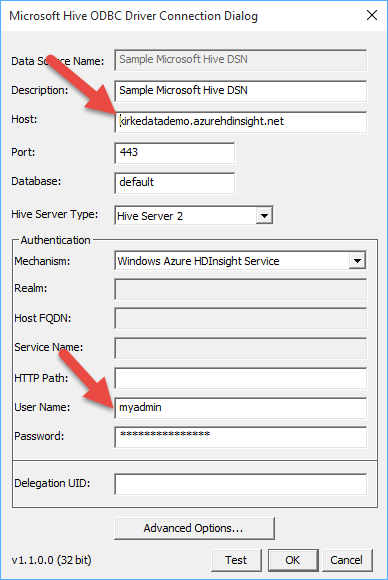 Microsoft Hive ODBC Driver Connection Dialog
Data Source Name: Sample Microsoft Hive DSN
Description: Sample Microsoft Hive DSN
Host: kirkedatademo.azurehdinsight.net
Port: 443
Database: default
Hive Server Type: Hive Server 2
Authentication
Mechanism: Windows Azure HDInsight Service
Realm:
Host FQDN:
Service Name:
HTTP Path:
User Name: myadmin
Password: ***************
Delegation UID:
Advanced Options...
v1.1.0.0 (32 bit) Test OK Cancel